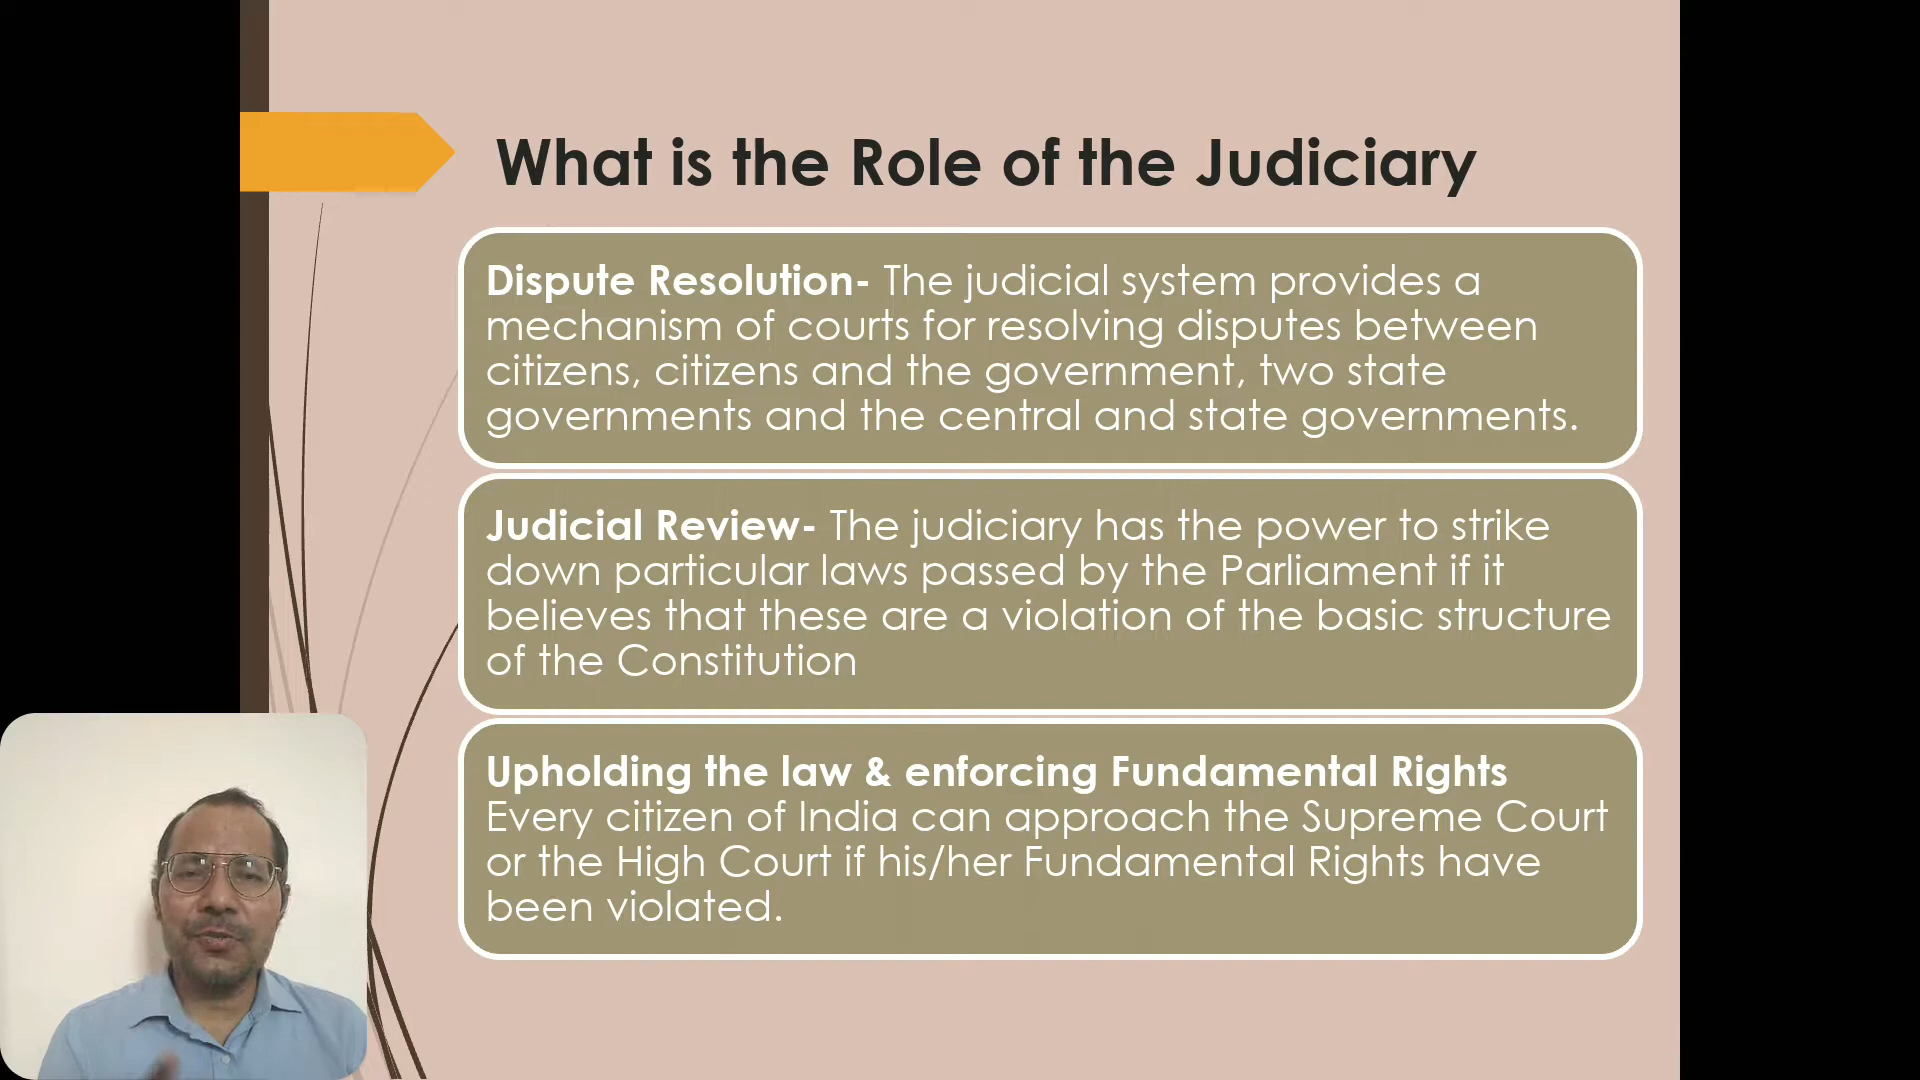 What is the Role of the Judiciary
Dispute Resolution- The judicial system provides a
mechanism of courts for resolving disputes between
citizens, citizens and the government, two state
governments and the central and state governments.
Judicial Review- The judiciary has the power to strike
down particular laws passed by the Parliament if it
believes that these are a violation of the basic structure
of the Constitution
Upholding the law & enforcing Fundamental Rights
Every citizen of India can approach the Supreme Court
or the High Court if his/her Fundamental Rights have
been violated.